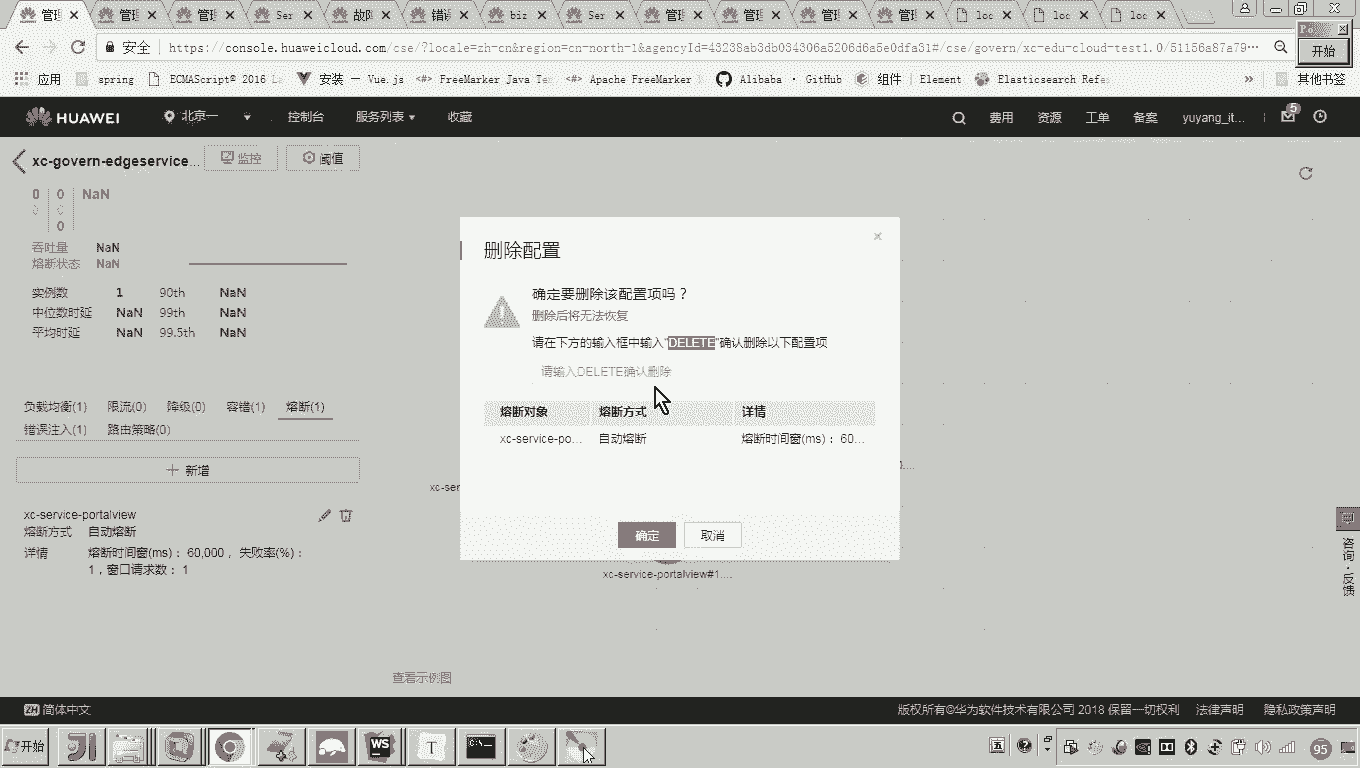 管理 管理 管理 Ser 故障 错误 biz Ser 管理 管理 管理 管理 loc loc loc
安全 https://console.huaweicloud.com/cse/?locale=zh-cn&region=cn-north-1&agencyId=43238ab3db034306a5206d6a5e0dfa31#/cse/govern/xc-edu-cloud-test1.0/51156a87a79…
开始
应用 spring ECMAScript® 2016 安装 — Vue.js FreeMarker Java Te Apache FreeMarker Alibaba · GitHub 组件 | Element Elasticsearch Refe » 其他书签
HUAWEI 北京一 控制台 服务列表 收藏 费用 资源 工单 备案 yuyang_it... 5
xc-govern-edgeservice... 监控 阈值
0 0 NaN
0 0
0
吞吐量 NaN
熔断状态 NaN
实例数 1 90th NaN
中位数时延 NaN 99th NaN
平均时延 NaN 99.5th NaN
负载均衡(1) 限流(0) 降级(0) 容错(1) 熔断(1)
错误注入(1) 路由策略(0)
+ 新增
xc-service-portalview
熔断方式 自动熔断
详情 熔断时间窗(ms)： 60,000， 失败率(%)：
1，窗口请求数： 1
删除配置
×
确定要删除该配置项吗？
删除后将无法恢复
请在下方的输入框中输入"DELETE"确认删除以下配置项
请输入DELETE确认删除
熔断对象 熔断方式 详情
xc-service-po... 自动熔断 熔断时间窗(ms)： 60...
确定 取消
xc-ser
0....
xc-service-portalview#1....
咨询·反馈
查看示例图
ZH 简体中文 版权所有©华为软件技术有限公司 2018 保留一切权利 法律声明 隐私政策声明
开始 WS T C:\ 五 95